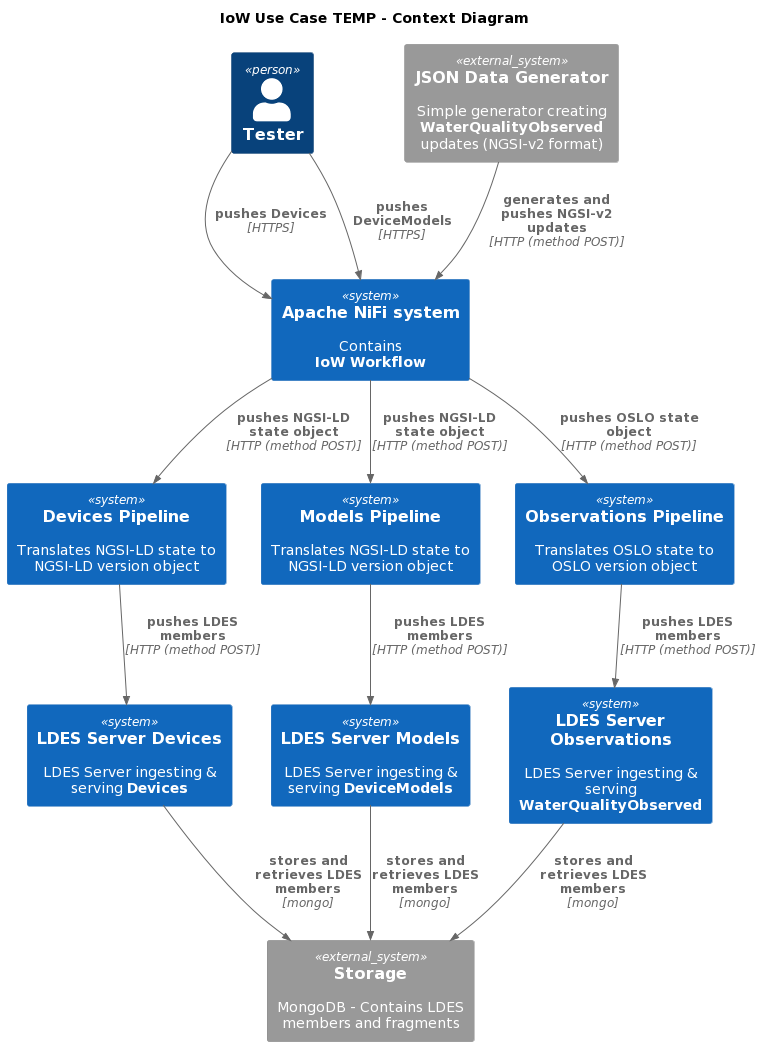 IoW Use Case TEMP - Context Diagram
«person»
Tester
«external_system»
JSON Data Generator
Simple generator creating
WaterQualityObserved
updates (NGSI-v2 format)
pushes Devices
[HTTPS]
pushes
DeviceModels
[HTTPS]
generates and
pushes NGSI-v2
updates
[HTTP (method POST)]
«system»
Apache NiFi system
Contains
IoW Workflow
pushes NGSI-LD
state object
[HTTP (method POST)]
pushes NGSI-LD
state object
[HTTP (method POST)]
pushes OSLO state
object
[HTTP (method POST)]
«system»
Devices Pipeline
Translates NGSI-LD state to
NGSI-LD version object
«system»
Models Pipeline
Translates NGSI-LD state to
NGSI-LD version object
«system»
Observations Pipeline
Translates OSLO state to
OSLO version object
pushes LDES
members
[HTTP (method POST)]
pushes LDES
members
[HTTP (method POST)]
pushes LDES
members
[HTTP (method POST)]
«system»
LDES Server Devices
LDES Server ingesting &
serving Devices
«system»
LDES Server Models
LDES Server ingesting &
serving DeviceModels
«system»
LDES Server
Observations
LDES Server ingesting &
serving
WaterQualityObserved
stores and
retrieves LDES
members
[mongo]
stores and
retrieves LDES
members
[mongo]
stores and
retrieves LDES
members
[mongo]
«external_system»
Storage
MongoDB - Contains LDES
members and fragments